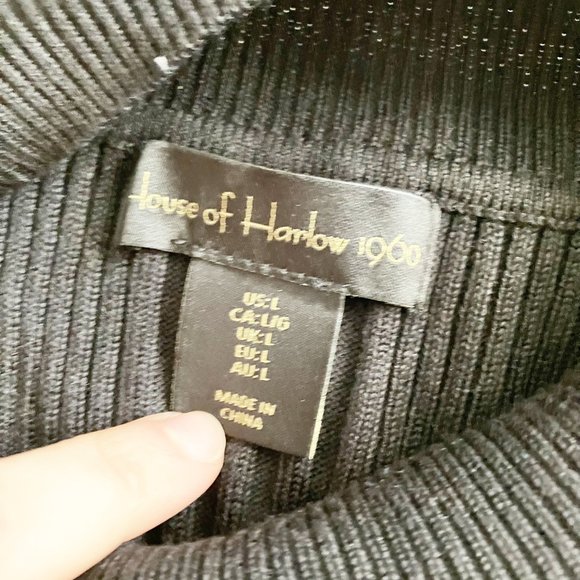 House of Harlow 1960
US:L
CA:L|G
UK:L
EU:L
AU:L
MADE IN
CHINA